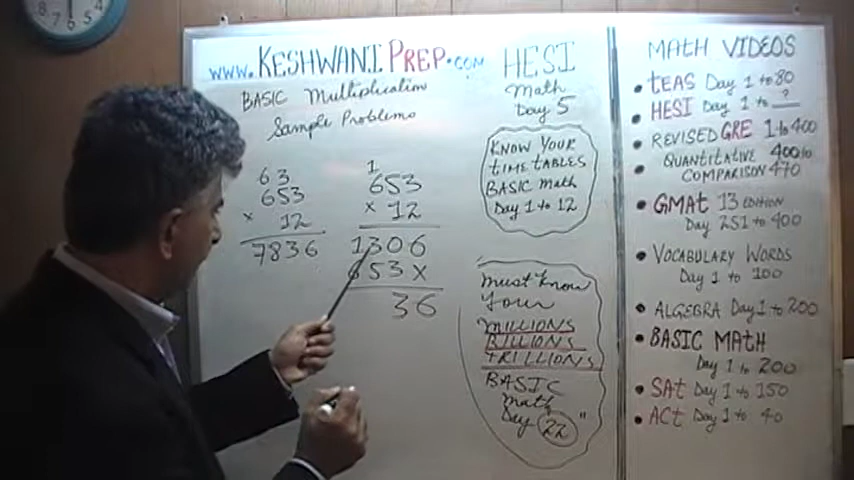 www.KESHWANI PREP.com
BASIC Multiplication
Sample Problems
HESI
Math
Day 5
6 3
653
x 12
7836
1
653
x 12
1306
653X
36
KNOW YOUR
TIME TABLES
BASIC Math
Day 1 to 12
Must Know
Your
MILLIONS
BILLIONS
TRILLIONS
BASIC
Math
Day 22"
MATH VIDEOS
• TEAS Day 1 to 80
• HESI Day 1 to ?
• REVISED GRE 1 to 400
• QUANTITATIVE 400 to
COMPARISON 470
• GMAt 13 EDITION
Day 251 to 400
• VOCABULARY WORDS
Day 1 to 100
• ALGEBRA Day 1 to 200
• BASIC MATH
Day 1 to 200
• SAt Day 1 to 150
• ACt Day 1 to 40